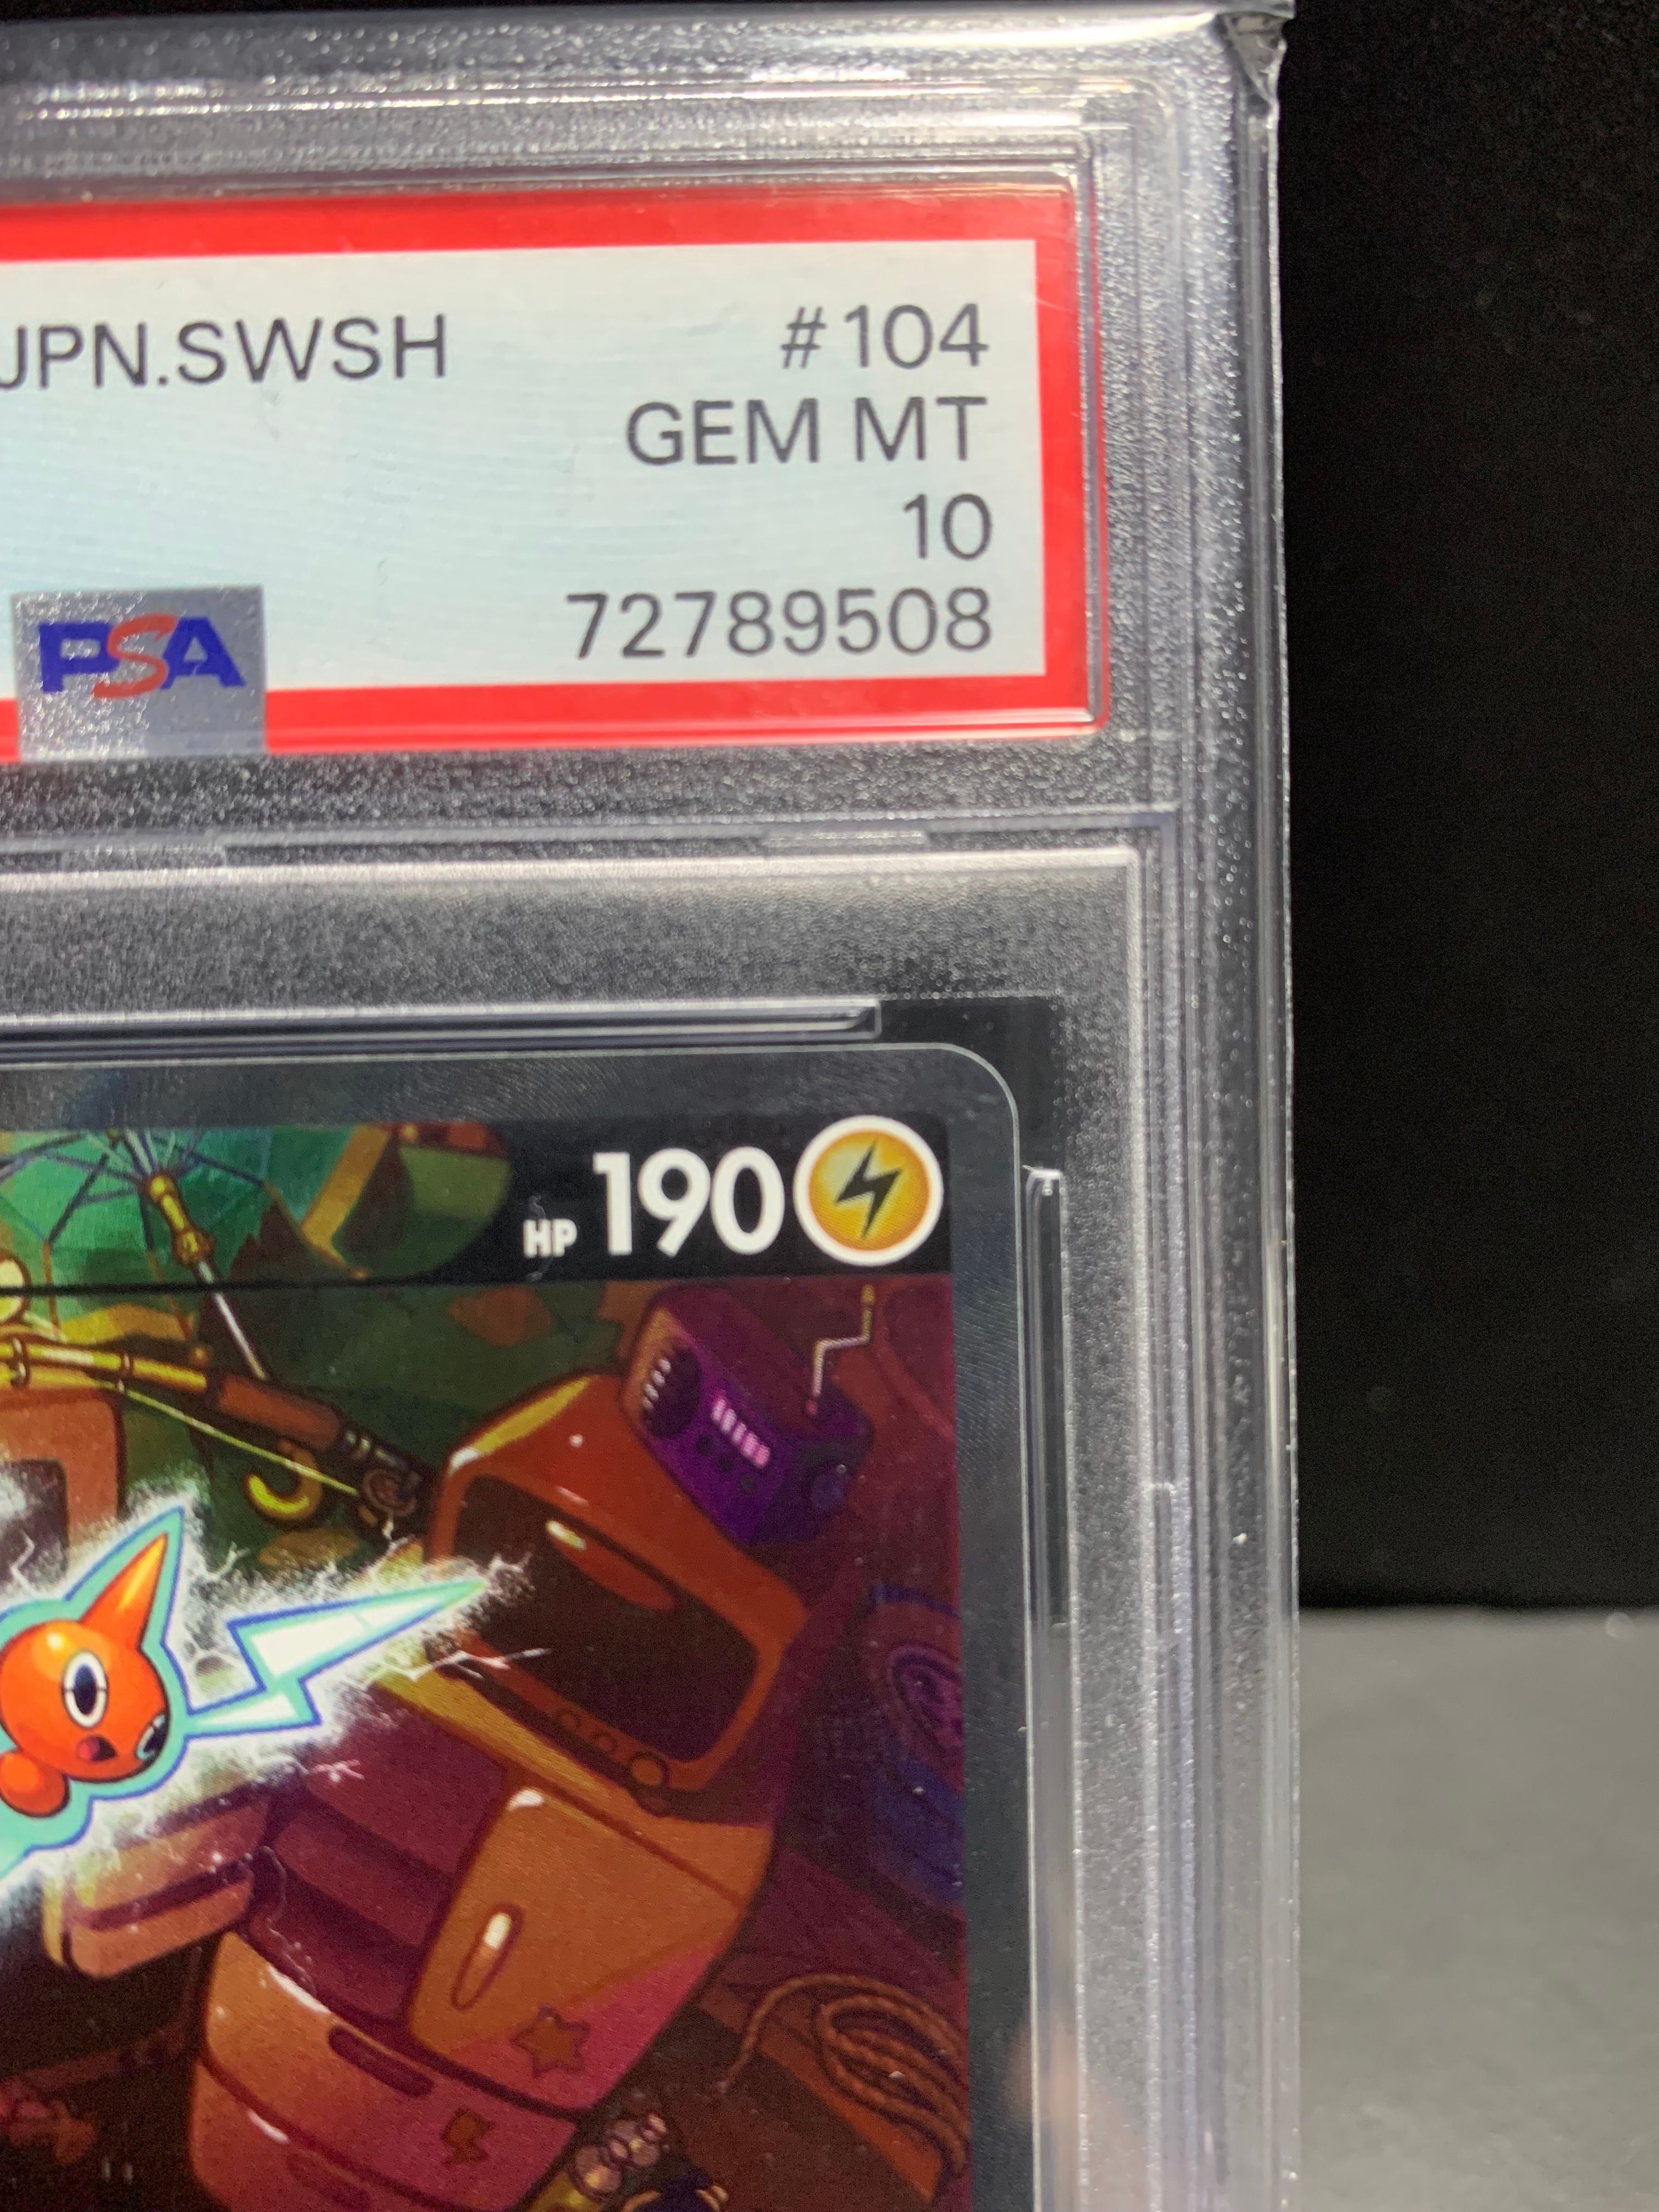 JPN.SWSH #104
GEM MT
10
PSA 72789508
HP 190